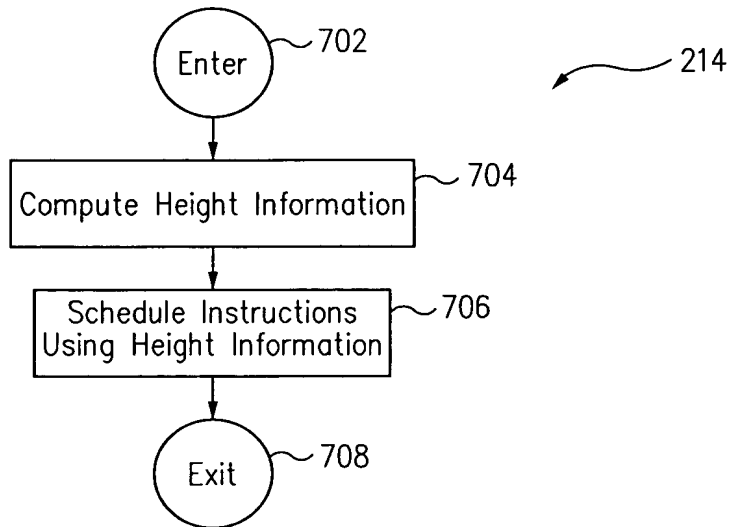 Enter
702
214
Compute Height Information
704
Schedule Instructions
Using Height Information
706
Exit
708